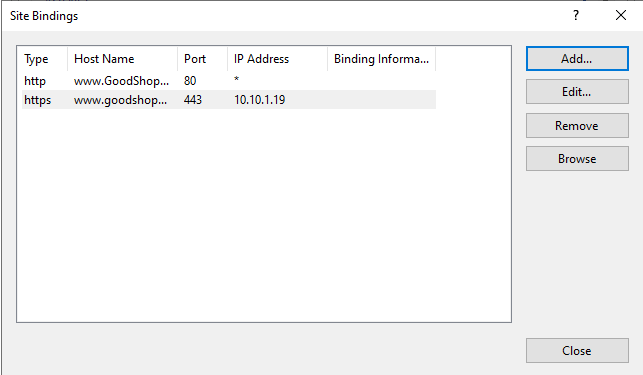 Site Bindings ? ×
Type Host Name Port IP Address Binding Informa...
http www.GoodShop... 80 *
https www.goodshop... 443 10.10.1.19
Add...
Edit...
Remove
Browse
Close